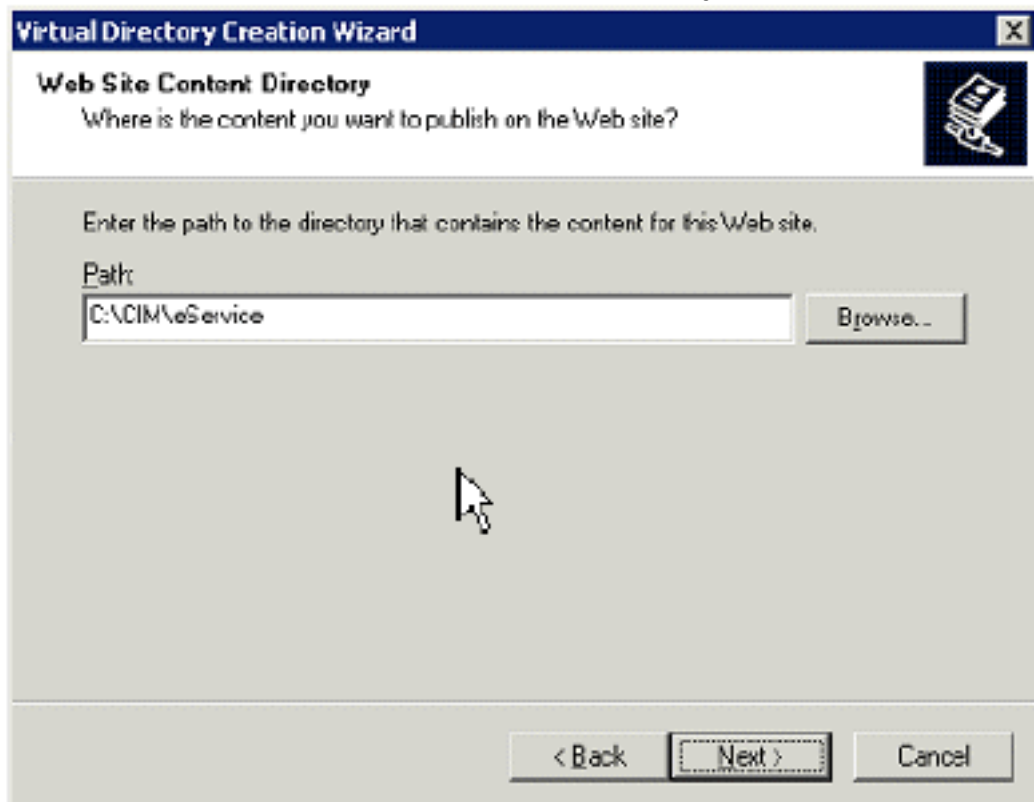 Virtual Directory Creation Wizard
Web Site Content Directory
Where is the content you want to publish on the Web site?
Enter the path to the directory that contains the content for this Web site.
Path:
C:\CIM\eService
Browse...
< Back
Next >
Cancel